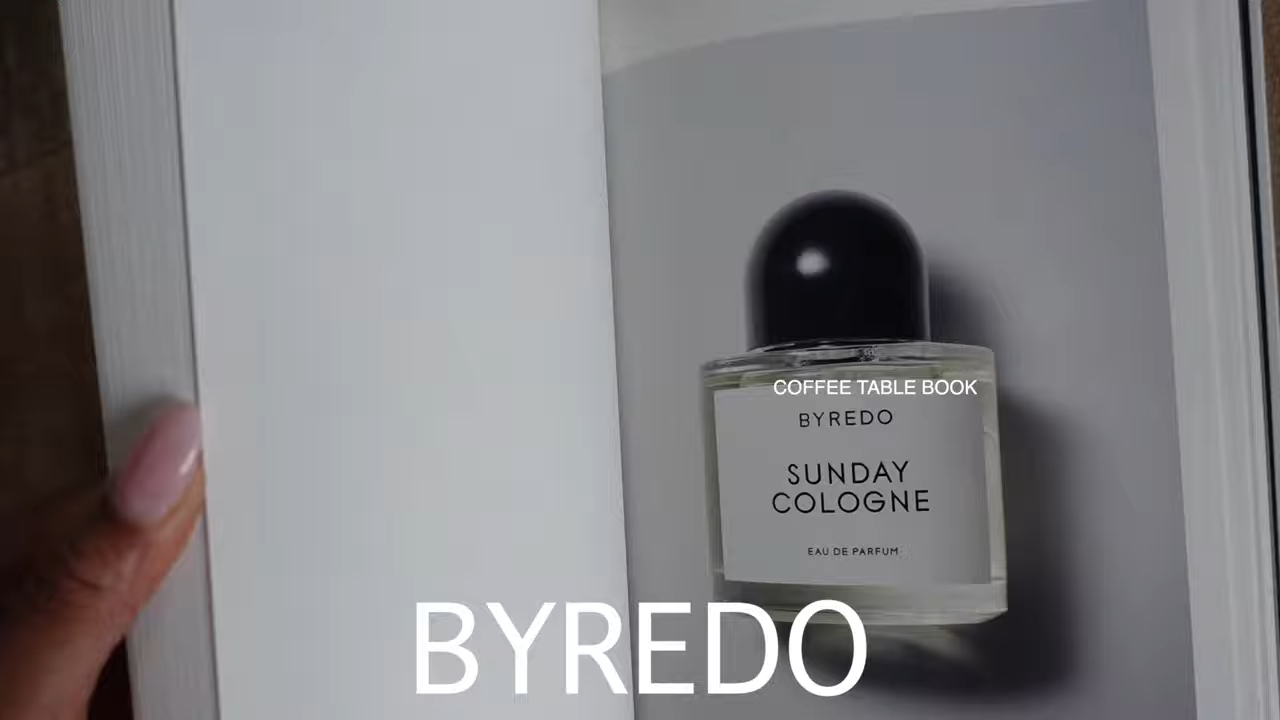 COFFEE TABLE BOOK
BYREDO
SUNDAY
COLOGNE
EAU DE PARFUM
BYREDO